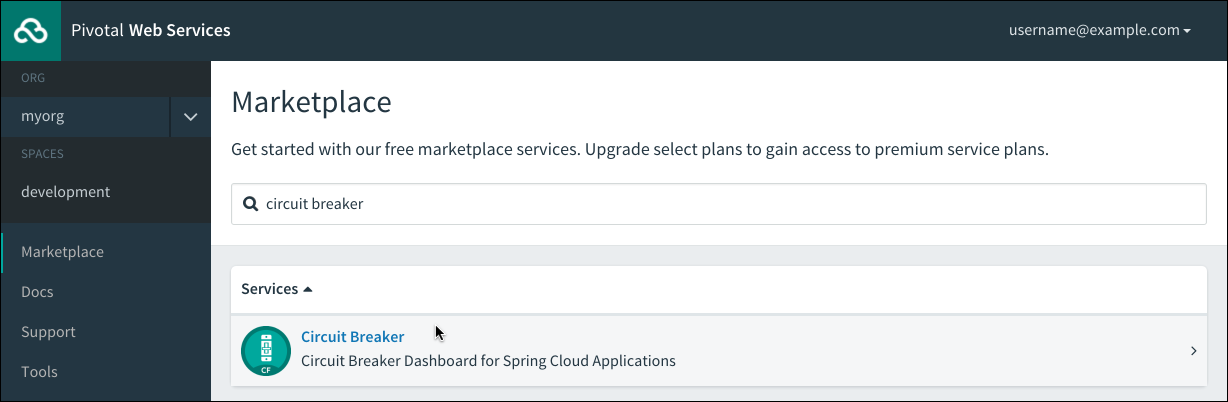 Pivotal Web Services
username@example.com
ORG
myorg
SPACES
development
Marketplace
Docs
Support
Tools
Marketplace
Get started with our free marketplace services. Upgrade select plans to gain access to premium service plans.
circuit breaker
Services
CF
Circuit Breaker
Circuit Breaker Dashboard for Spring Cloud Applications